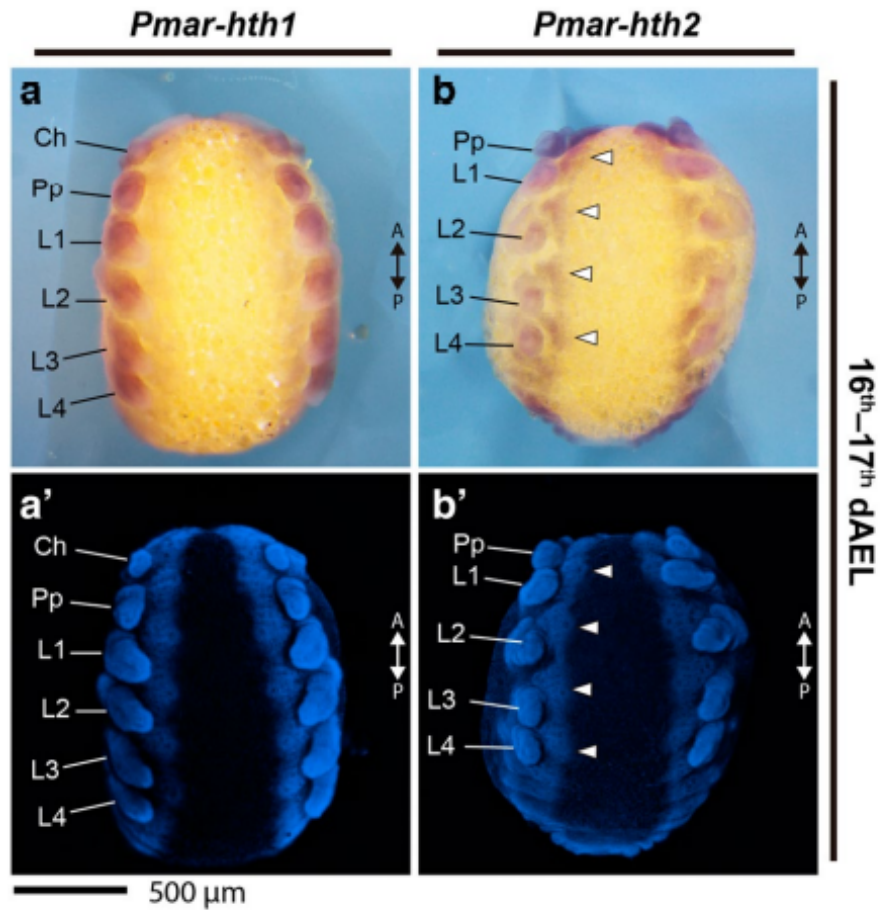 Pmar-hth1
Pmar-hth2
a
Ch
Pp
L1
L2
L3
L4
A
P
b
Pp
L1
L2
L3
L4
A
P
a’
Ch
Pp
L1
L2
L3
L4
A
P
b’
Pp
L1
L2
L3
L4
A
P
16th–17th dAEL
500 µm